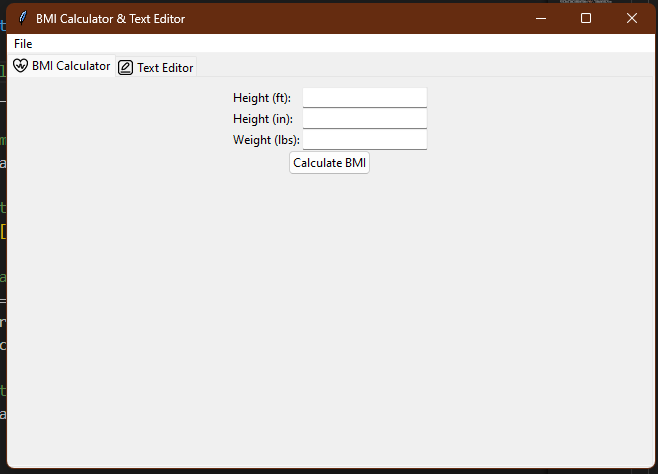 BMI Calculator & Text Editor
File
BMI Calculator Text Editor
Height (ft):
Height (in):
Weight (lbs):
Calculate BMI